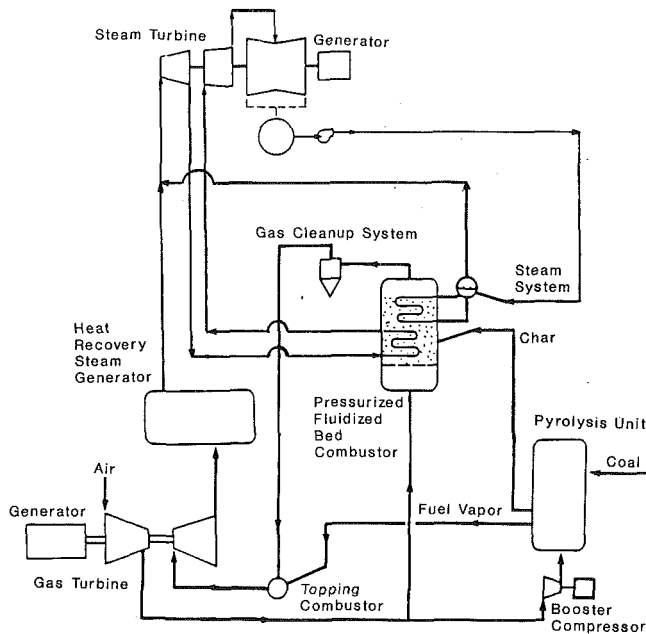 Steam Turbine
Generator
Gas Cleanup System
Steam
System
Heat
Recovery
Steam
Generator
Char
Pressurized
Fluidized
Bed
Combustor
Pyrolysis Unit
Coal
Air
Fuel Vapor
Generator
Gas Turbine
Topping
Combustor
Booster
Compressor